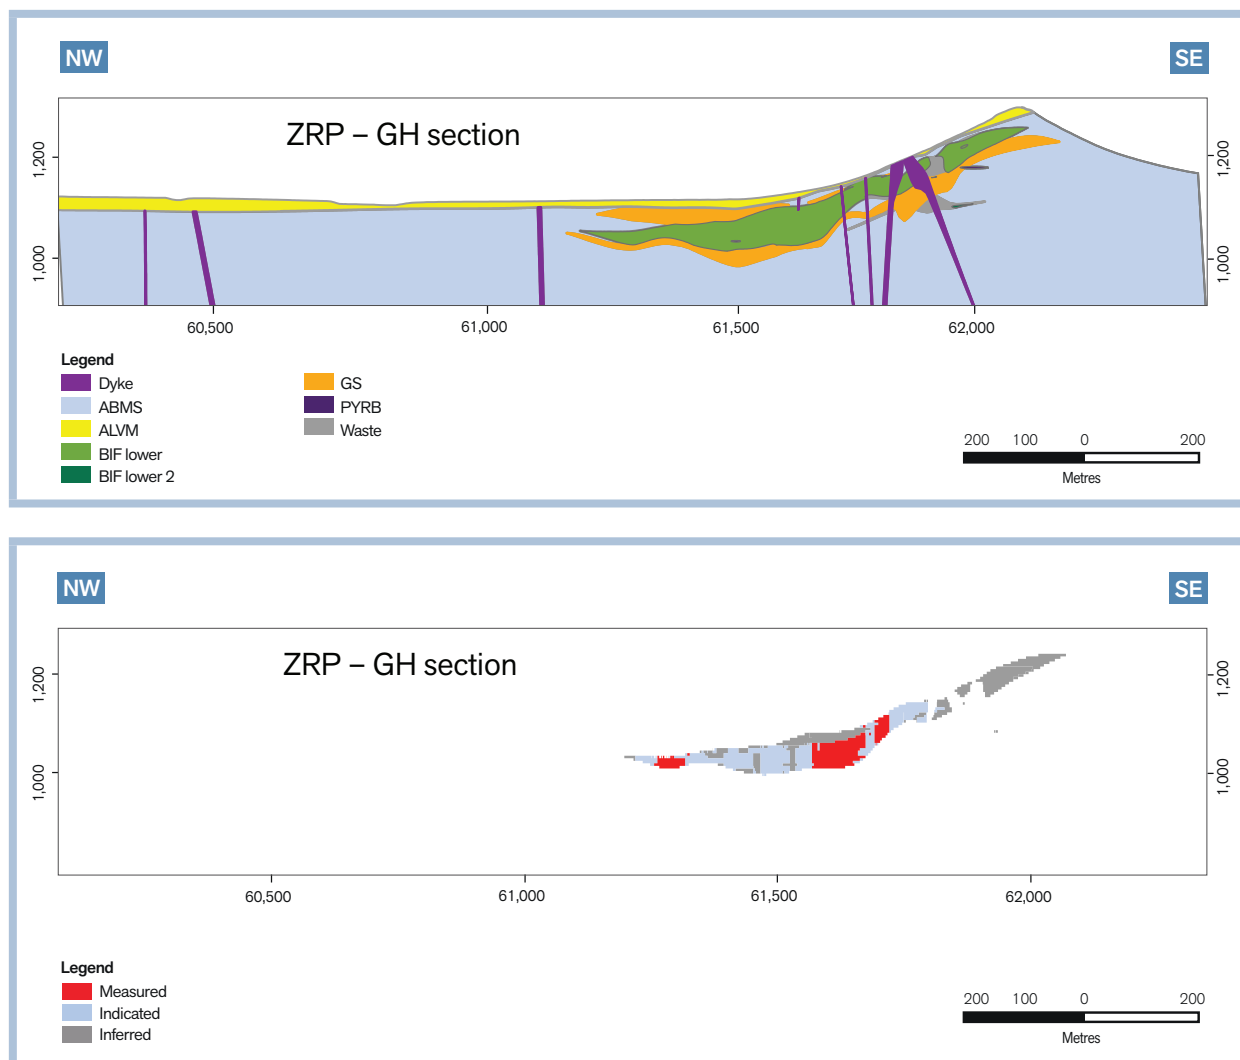 NW
SE
ZRP – GH section
1,200
1,000
1,200
1,000
60,500
61,000
61,500
62,000
Legend
Dyke
ABMS
ALVM
BIF lower
BIF lower 2
GS
PYRB
Waste
200 100 0 200
Metres
NW
SE
ZRP – GH section
1,200
1,000
1,200
1,000
60,500
61,000
61,500
62,000
Legend
Measured
Indicated
Inferred
200 100 0 200
Metres